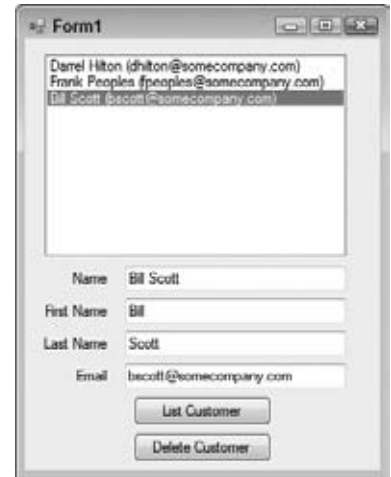 Form1
Darrel Hilton (dhilton@somecompany.com)
Frank Peoples (fpeoples@somecompany.com)
Bill Scott (bscott@somecompany.com)
Name Bill Scott
First Name Bill
Last Name Scott
Email bscott@somecompany.com
List Customer
Delete Customer